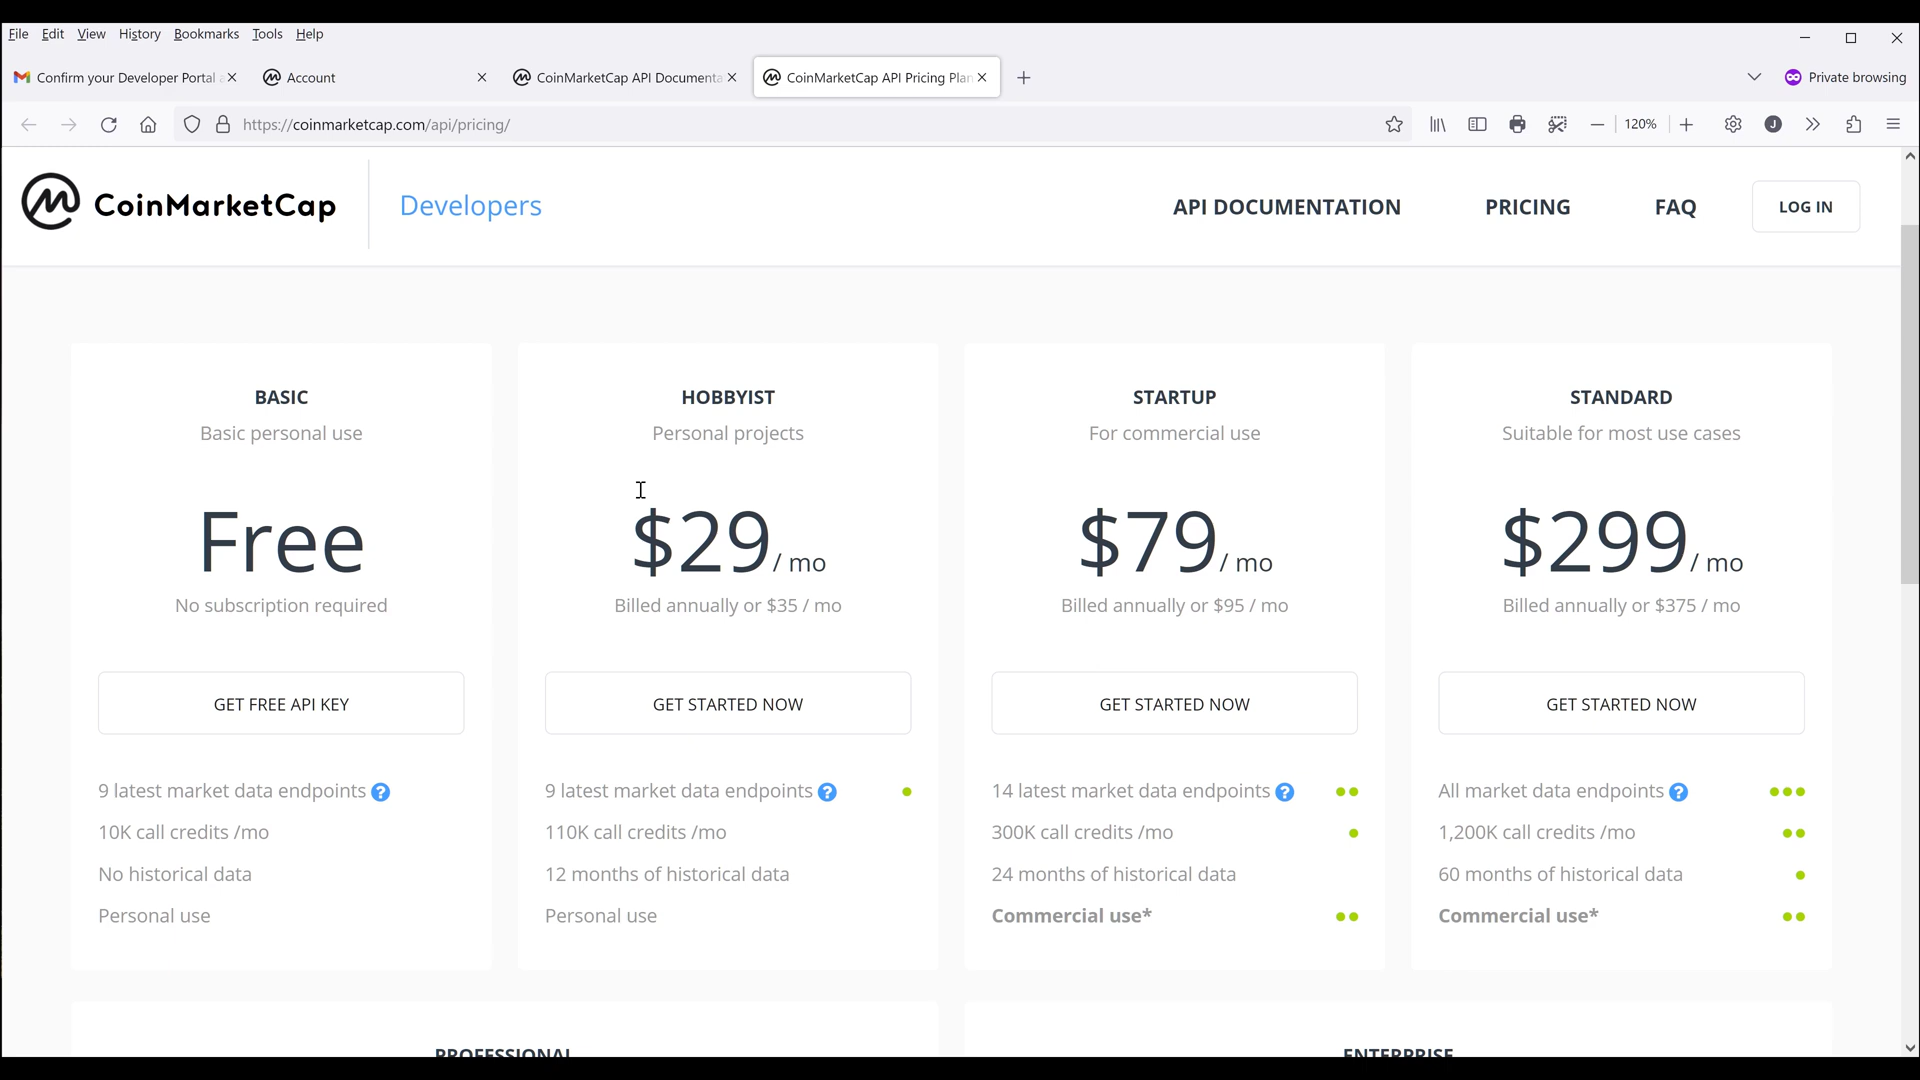 File Edit View History Bookmarks Tools Help
Confirm your Developer Portal a
Account
CoinMarketCap API Documenta
CoinMarketCap API Pricing Plan
Private browsing
https://coinmarketcap.com/api/pricing/
120%
J
CoinMarketCap
Developers
API DOCUMENTATION
PRICING
FAQ
LOG IN
BASIC
Basic personal use
Free
No subscription required
GET FREE API KEY
9 latest market data endpoints ?
10K call credits /mo
No historical data
Personal use
HOBBYIST
Personal projects
$29 / mo
Billed annually or $35 / mo
GET STARTED NOW
9 latest market data endpoints ?
110K call credits /mo
12 months of historical data
Personal use
STARTUP
For commercial use
$79 / mo
Billed annually or $95 / mo
GET STARTED NOW
14 latest market data endpoints ?
300K call credits /mo
24 months of historical data
Commercial use*
STANDARD
Suitable for most use cases
$299 / mo
Billed annually or $375 / mo
GET STARTED NOW
All market data endpoints ?
1,200K call credits /mo
60 months of historical data
Commercial use*
PROFESSIONAL
ENTERPRISE